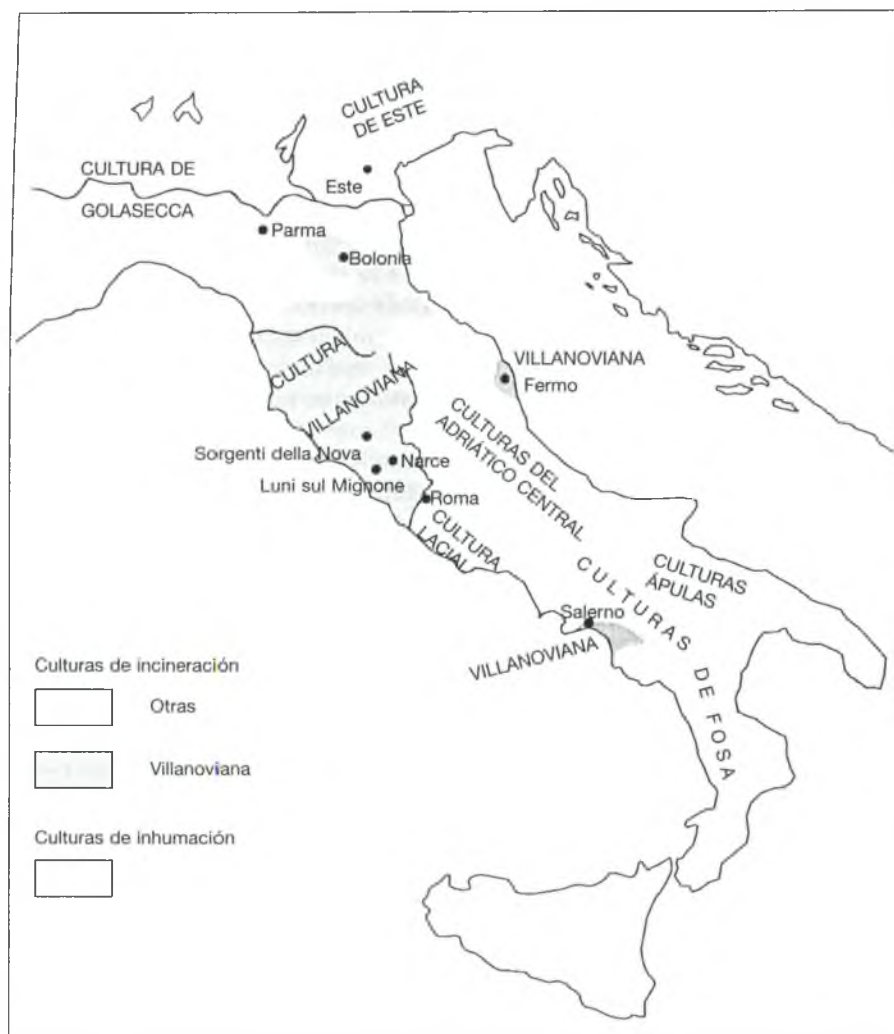 CULTURA
DE ESTE
Este
CULTURA DE
GOLASECCA
Parma
Bolonia
CULTURA
VILLANOVIANA
VILLANOVIANA
Fermo
CULTURAS DEL
ADRIÁTICO CENTRAL
Sorgenti della Nova
Narce
Luni sul Mignone
Roma
CULTURA
LACIAL
CULTURAS
ÁPULAS
CULTURAS DE FOSA
Salerno
VILLANOVIANA
Culturas de incineración
Otras
Villanoviana
Culturas de inhumación